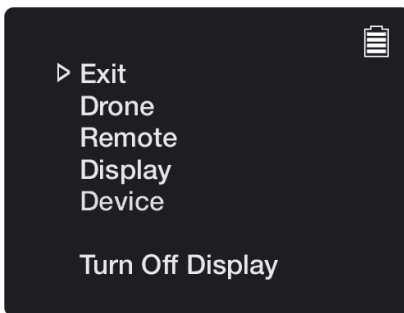 Exit
Drone
Remote
Display
Device
Turn Off Display